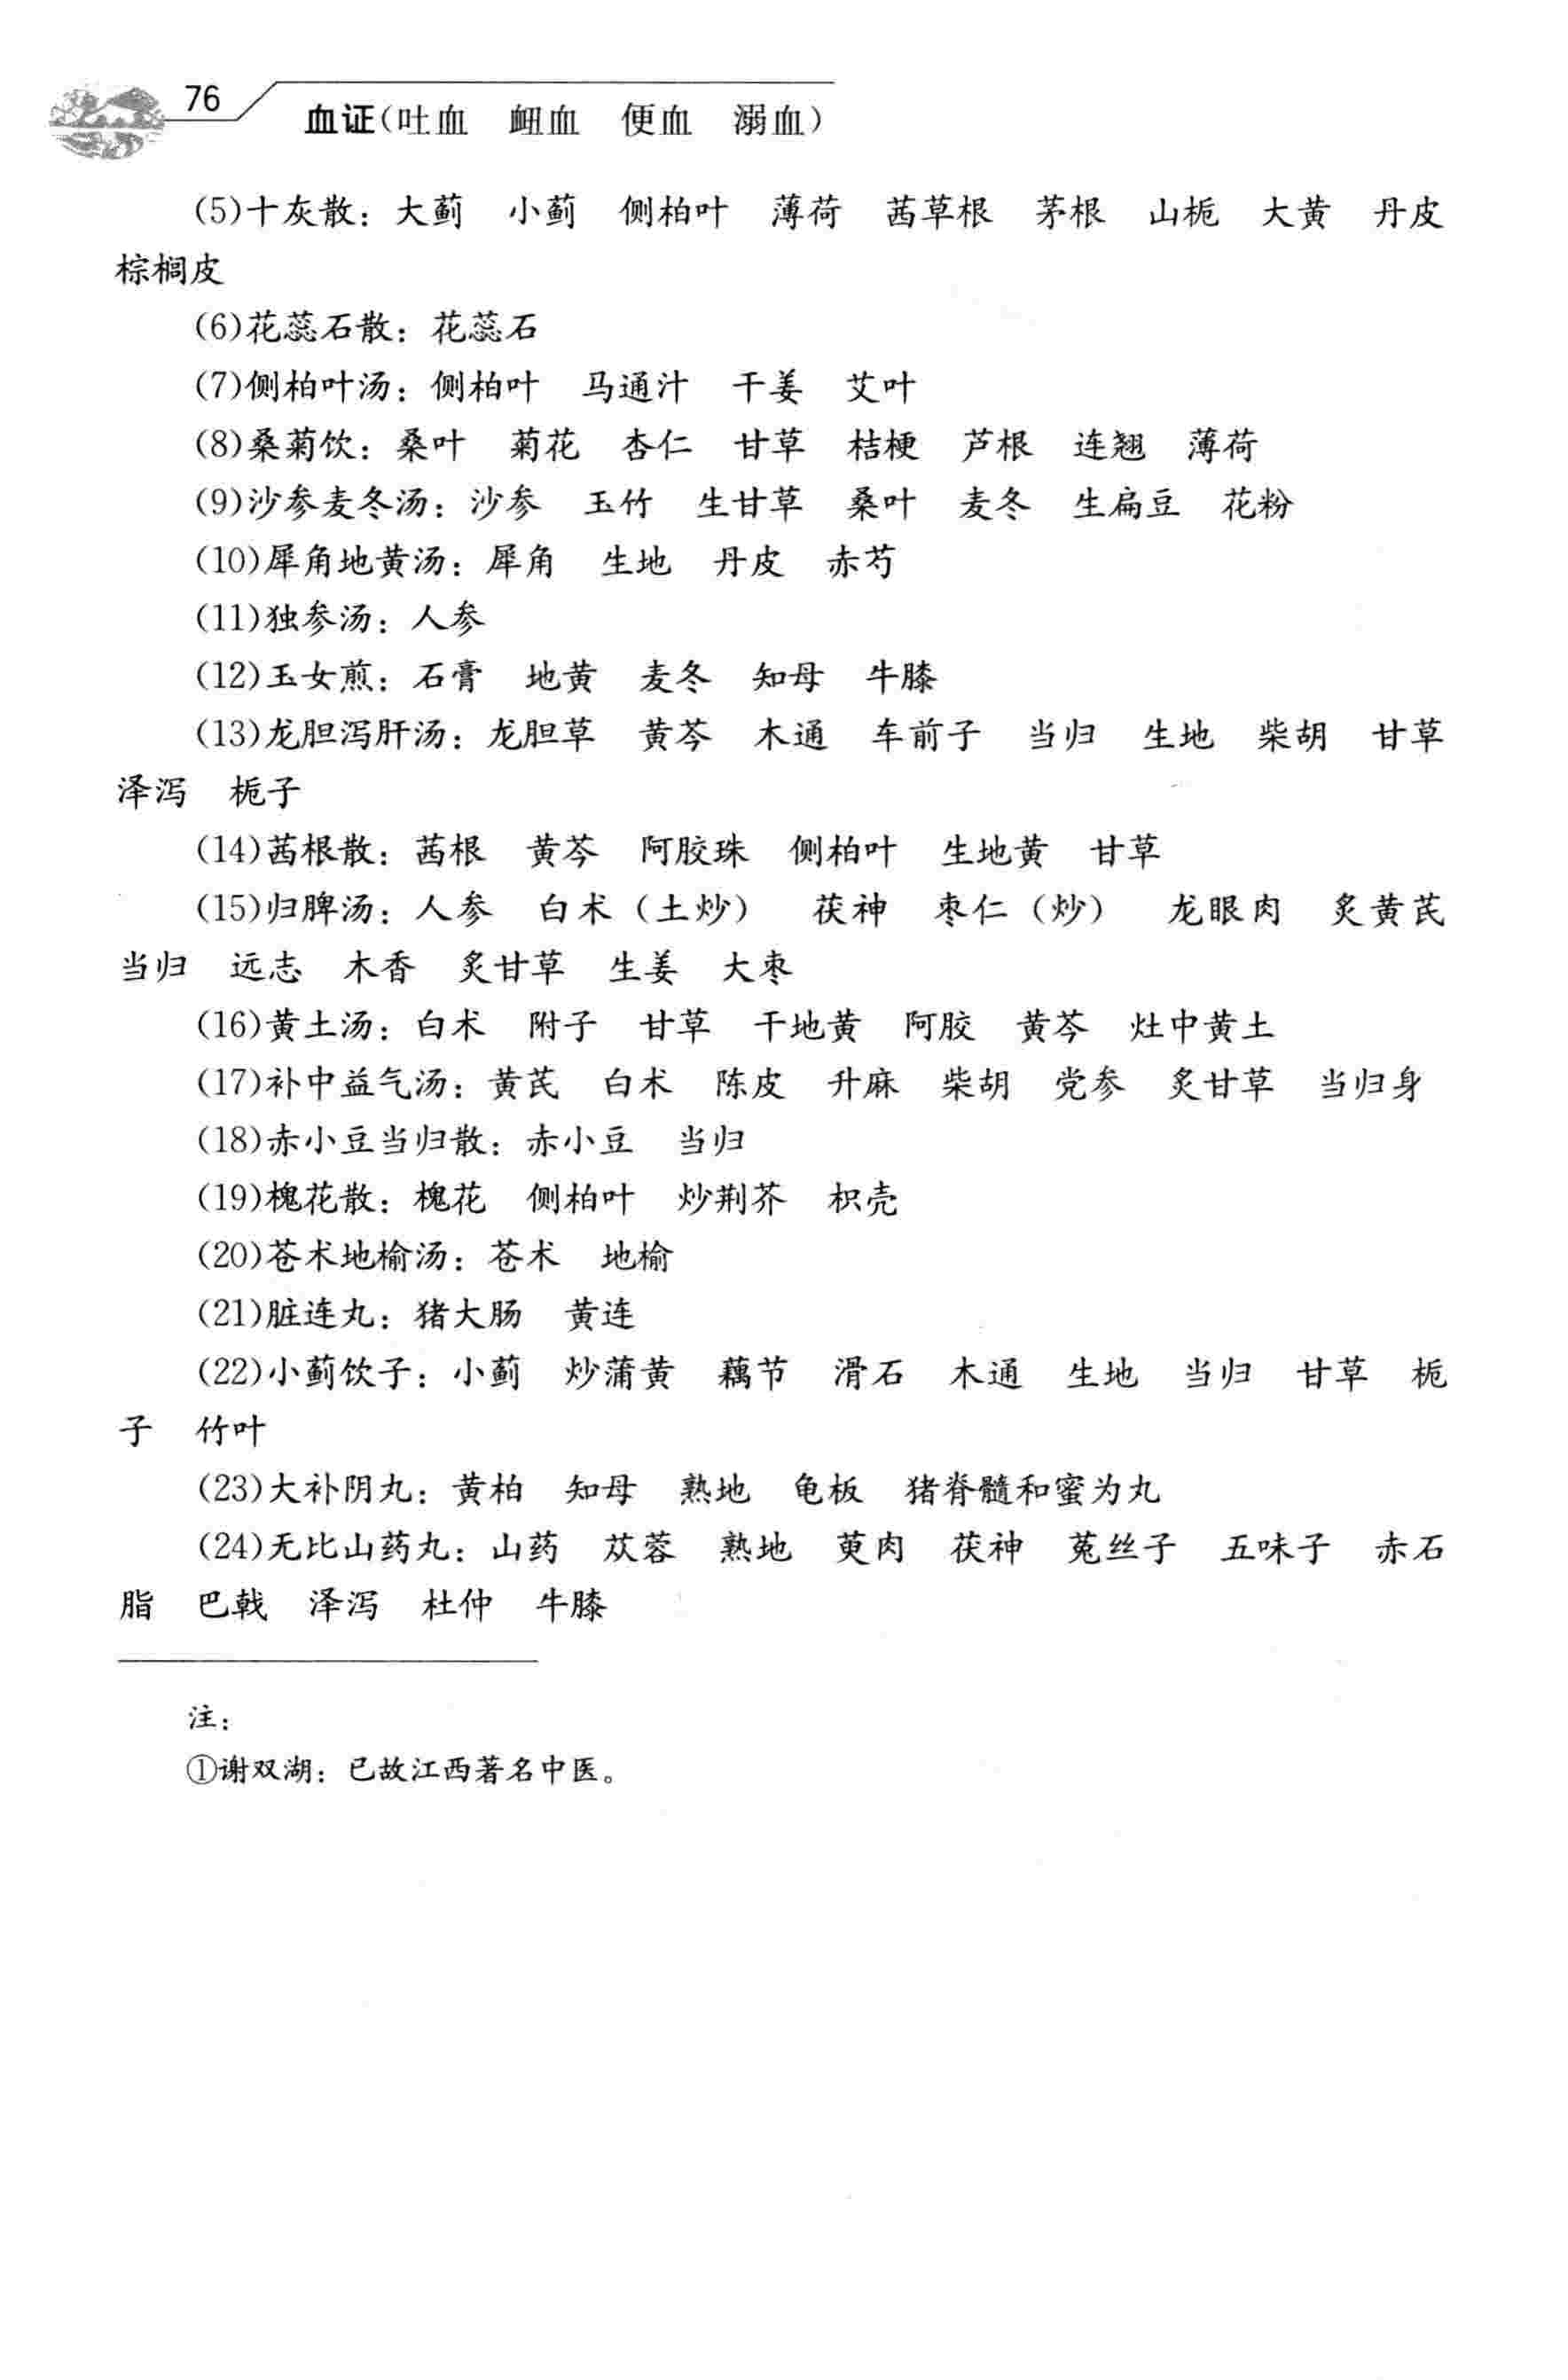 76
血证(吐血　衄血　便血　溺血)
(5)十灰散：大蓟　小蓟　侧柏叶　薄荷　茜草根　茅根　山栀　大黄　丹皮
棕榈皮
(6)花蕊石散：花蕊石
(7)侧柏叶汤：侧柏叶　马通汁　干姜　艾叶
(8)桑菊饮：桑叶　菊花　杏仁　甘草　桔梗　芦根　连翘　薄荷
(9)沙参麦冬汤：沙参　玉竹　生甘草　桑叶　麦冬　生扁豆　花粉
(10)犀角地黄汤：犀角　生地　丹皮　赤芍
(11)独参汤：人参
(12)玉女煎：石膏　地黄　麦冬　知母　牛膝
(13)龙胆泻肝汤：龙胆草　黄芩　木通　车前子　当归　生地　柴胡　甘草
泽泻　栀子
(14)茜根散：茜根　黄芩　阿胶珠　侧柏叶　生地黄　甘草
(15)归脾汤：人参　白术（土炒）　茯神　枣仁（炒）　龙眼肉　炙黄芪
当归　远志　木香　炙甘草　生姜　大枣
(16)黄土汤：白术　附子　甘草　干地黄　阿胶　黄芩　灶中黄土
(17)补中益气汤：黄芪　白术　陈皮　升麻　柴胡　党参　炙甘草　当归身
(18)赤小豆当归散：赤小豆　当归
(19)槐花散：槐花　侧柏叶　炒荆芥　枳壳
(20)苍术地榆汤：苍术　地榆
(21)脏连丸：猪大肠　黄连
(22)小蓟饮子：小蓟　炒蒲黄　藕节　滑石　木通　生地　当归　甘草　栀
子　竹叶
(23)大补阴丸：黄柏　知母　熟地　龟板　猪脊髓和蜜为丸
(24)无比山药丸：山药　苁蓉　熟地　萸肉　茯神　菟丝子　五味子　赤石
脂　巴戟　泽泻　杜仲　牛膝
注：
①谢双湖：已故江西著名中医。